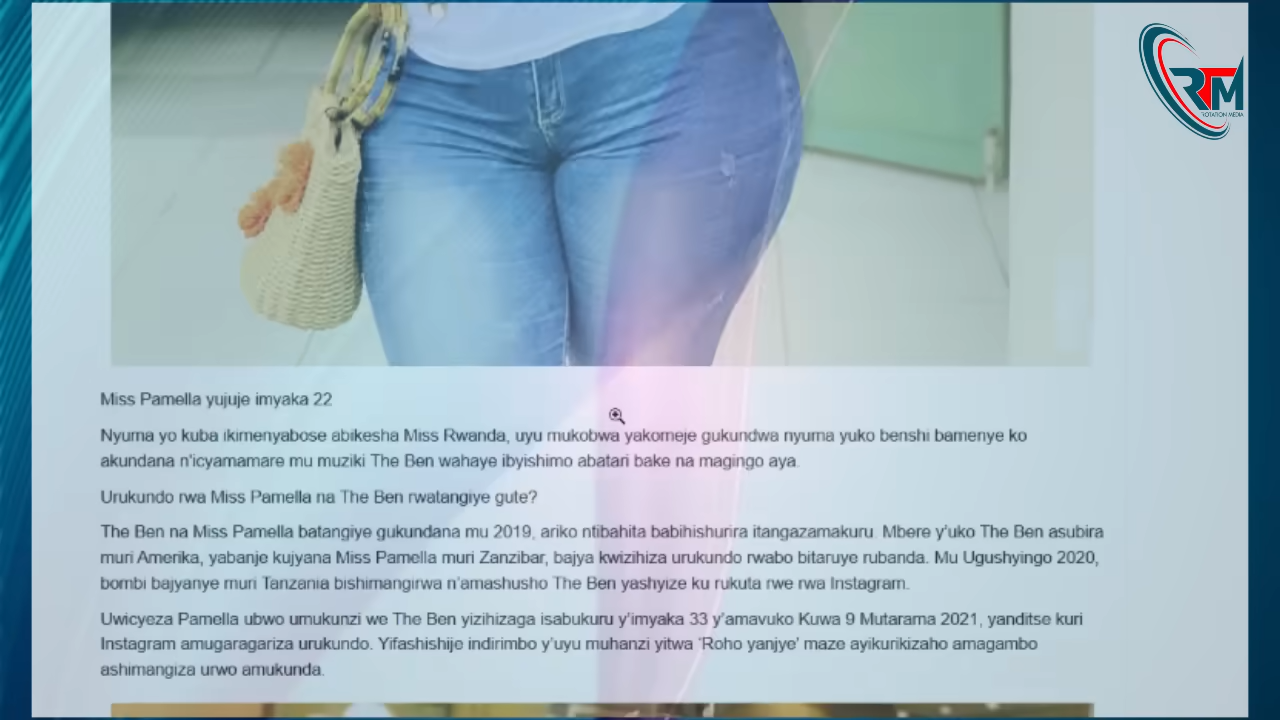 RTM
ROTATION MEDIA
Miss Pamella yujuje imyaka 22
Nyuma yo kuba ikimenyabose abikesha Miss Rwanda, uyu mukobwa yakomeje gukundwa nyuma yuko benshi bamenye ko
akundana n'icyamamare mu muziki The Ben wahaye ibyishimo abatari bake na magingo aya.
Urukundo rwa Miss Pamella na The Ben rwatangiye gute?
The Ben na Miss Pamella batangiye gukundana mu 2019, ariko ntibahita babihishurira itangazamakuru. Mbere y'uko The Ben asubira
muri Amerika, yabanje kujyana Miss Pamella muri Zanzibar, bajya kwizihiza urukundo rwabo bitaruye rubanda. Mu Ugushyingo 2020,
bombi bajyanye muri Tanzania bishimangirwa n'amashusho The Ben yashyize ku rukuta rwe rwa Instagram.
Uwicyeza Pamella ubwo umukunzi we The Ben yizihizaga isabukuru y'imyaka 33 y'amavuko Kuwa 9 Mutarama 2021, yanditse kuri
Instagram amugaragariza urukundo. Yifashishije indirimbo y'uyu muhanzi yitwa 'Roho yanjye' maze ayikurikizaho amagambo
ashimangiza urwo amukunda.